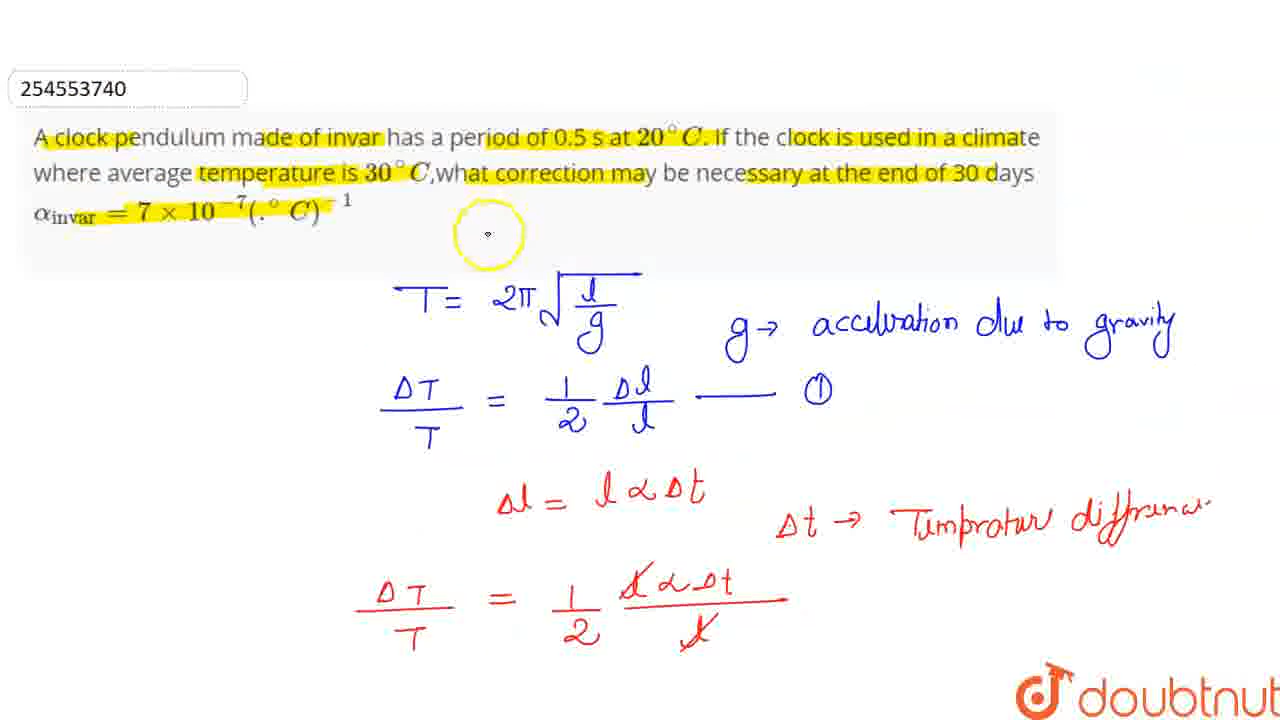 254553740
A clock pendulum made of invar has a period of 0.5 s at 20°C. If the clock is used in a climate
where average temperature is 30°C,what correction may be necessary at the end of 30 days
α_invar = 7 × 10^-7(.° C)^-1
T = 2π√(l/g)
g → accelration due to gravity
ΔT/T = 1/2 Δl/l —— ①
Δl = l α Δt
Δt → Tempratur diffrence
ΔT/T = 1/2 l α Δt/l
doubtnut